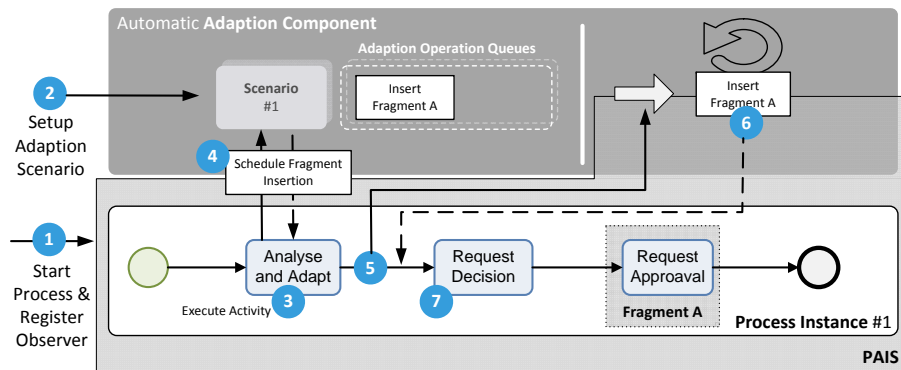 Automatic Adaption Component
Adaption Operation Queues
Scenario
#1
Insert
Fragment A
Insert
Fragment A
6
2
Setup
Adaption
Scenario
4
Schedule Fragment
Insertion
1
Start
Process &
Register
Observer
Analyse
and Adapt
3
Execute Activity
5
Request
Decision
7
Request
Approaval
Fragment A
Process Instance #1
PAIS